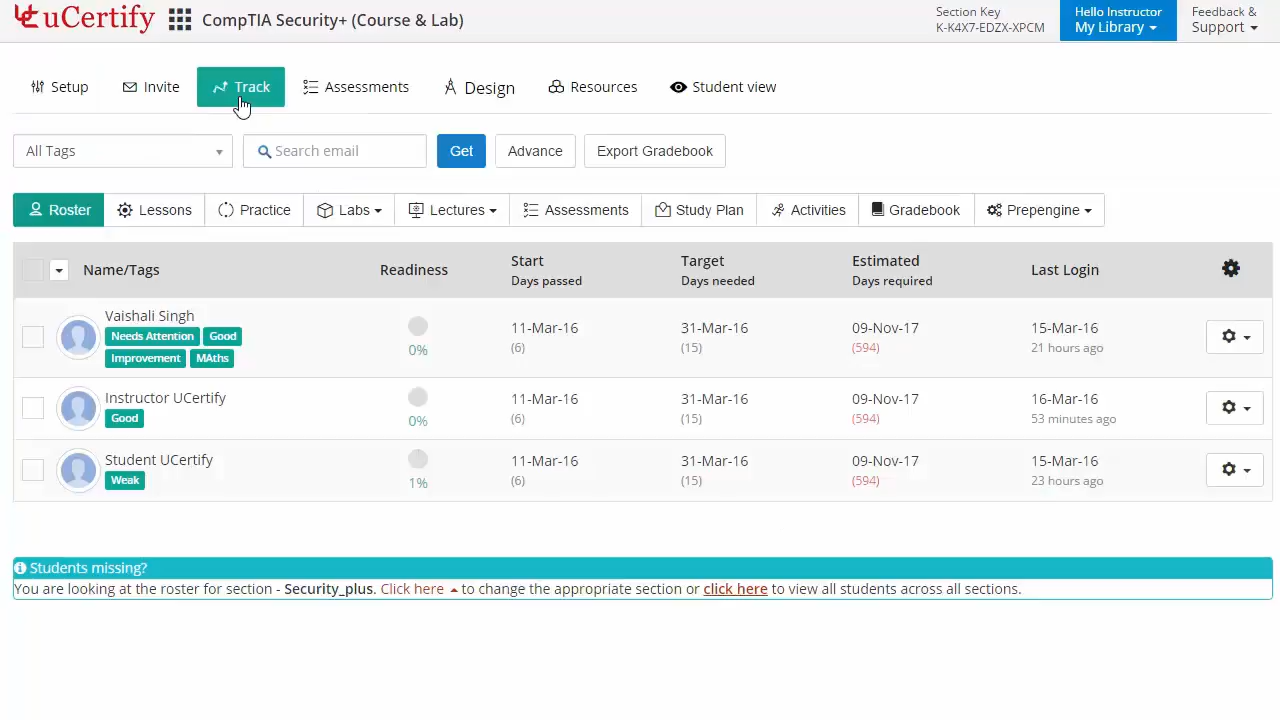 uCertify
CompTIA Security+ (Course & Lab)
Section Key
K-K4X7-EDZX-XPCM
Hello Instructor
My Library
Feedback &
Support
Setup
Invite
Track
Assessments
Design
Resources
Student view
All Tags
Search email
Get
Advance
Export Gradebook
Roster
Lessons
Practice
Labs
Lectures
Assessments
Study Plan
Activities
Gradebook
Prepengine
Name/Tags
Readiness
Start
Days passed
Target
Days needed
Estimated
Days required
Last Login
Vaishali Singh
Needs Attention Good
Improvement MAths
0%
11-Mar-16
(6)
31-Mar-16
(15)
09-Nov-17
(594)
15-Mar-16
21 hours ago
Instructor UCertify
Good
0%
11-Mar-16
(6)
31-Mar-16
(15)
09-Nov-17
(594)
16-Mar-16
53 minutes ago
Student UCertify
Weak
1%
11-Mar-16
(6)
31-Mar-16
(15)
09-Nov-17
(594)
15-Mar-16
23 hours ago
Students missing?
You are looking at the roster for section - Security_plus. Click here to change the appropriate section or click here to view all students across all sections.